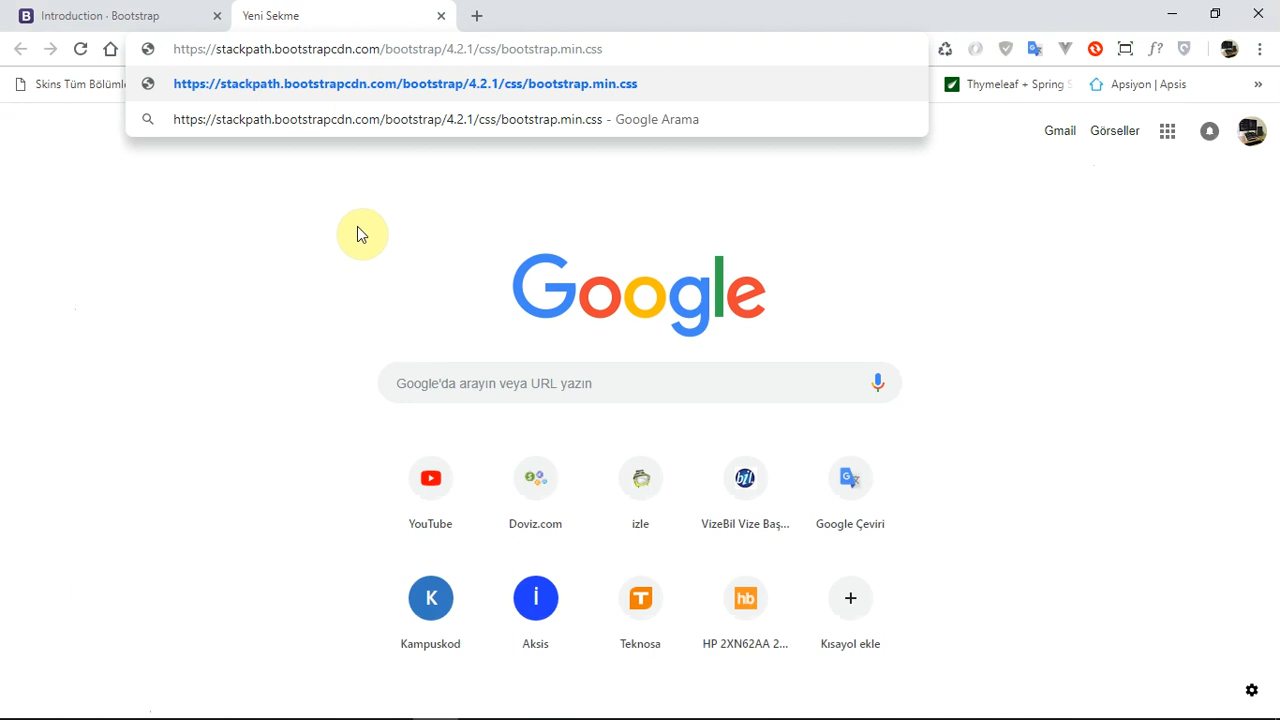 Introduction · Bootstrap
Yeni Sekme
https://stackpath.bootstrapcdn.com/bootstrap/4.2.1/css/bootstrap.min.css
https://stackpath.bootstrapcdn.com/bootstrap/4.2.1/css/bootstrap.min.css
https://stackpath.bootstrapcdn.com/bootstrap/4.2.1/css/bootstrap.min.css - Google Arama
Skins Tüm Bölüml
Thymeleaf + Spring S
Apsiyon | Apsis
Gmail
Görseller
Google
Google'da arayın veya URL yazın
YouTube
Doviz.com
izle
VizeBil Vize Baş...
Google Çeviri
Kampuskod
Aksis
Teknosa
HP 2XN62AA 2...
Kısayol ekle